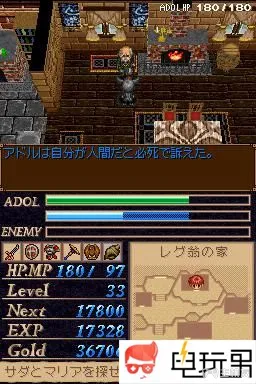 ADOL HP 180/180
アドルは自分が人間だと必死で訴えた。
ADOL
ENEMY
HP.MP 180/ 97
Level 33
Next 17800
EXP 17328
Gold 36706
レグ翁の家
サダとマリアを探せ
电玩男